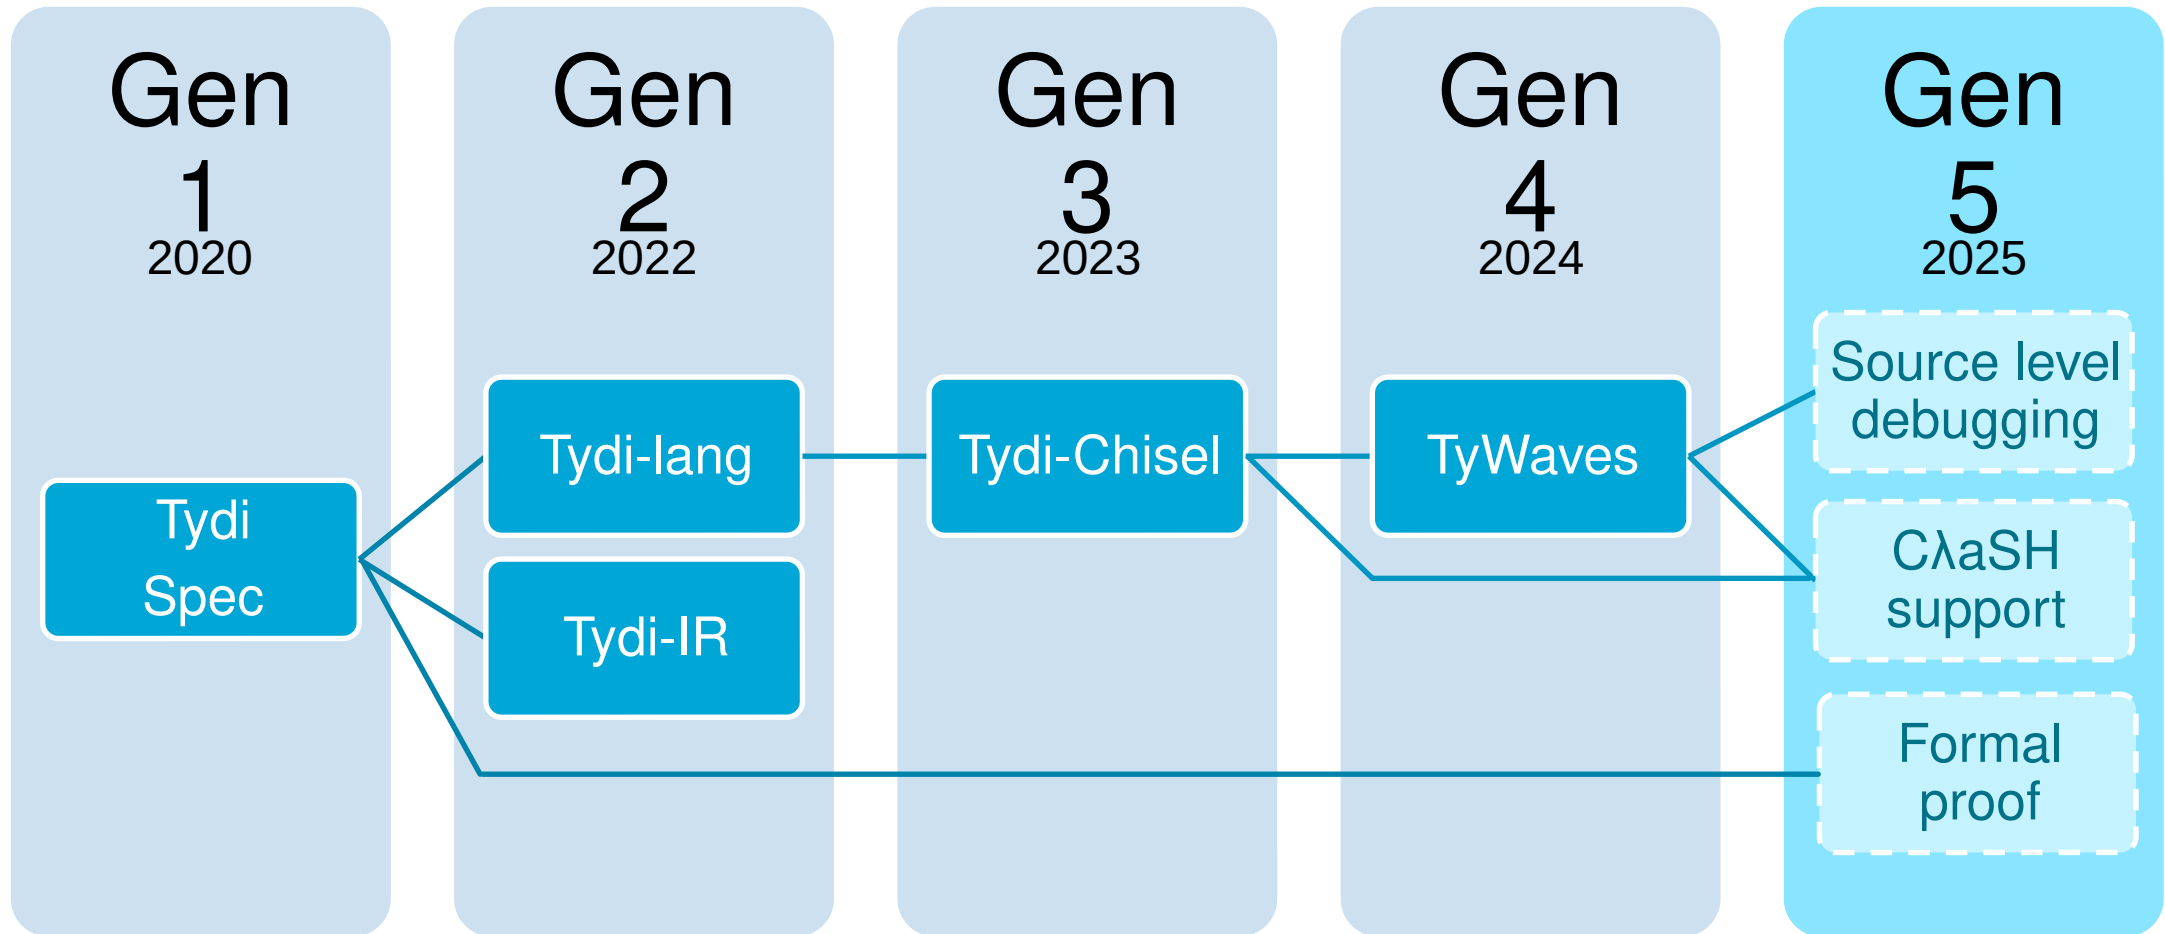 Gen
1
2020
Tydi
Spec
Gen
2
2022
Tydi-lang
Tydi-IR
Gen
3
2023
Tydi-Chisel
Gen
4
2024
TyWaves
Gen
5
2025
Source level
debugging
CλaSH
support
Formal
proof